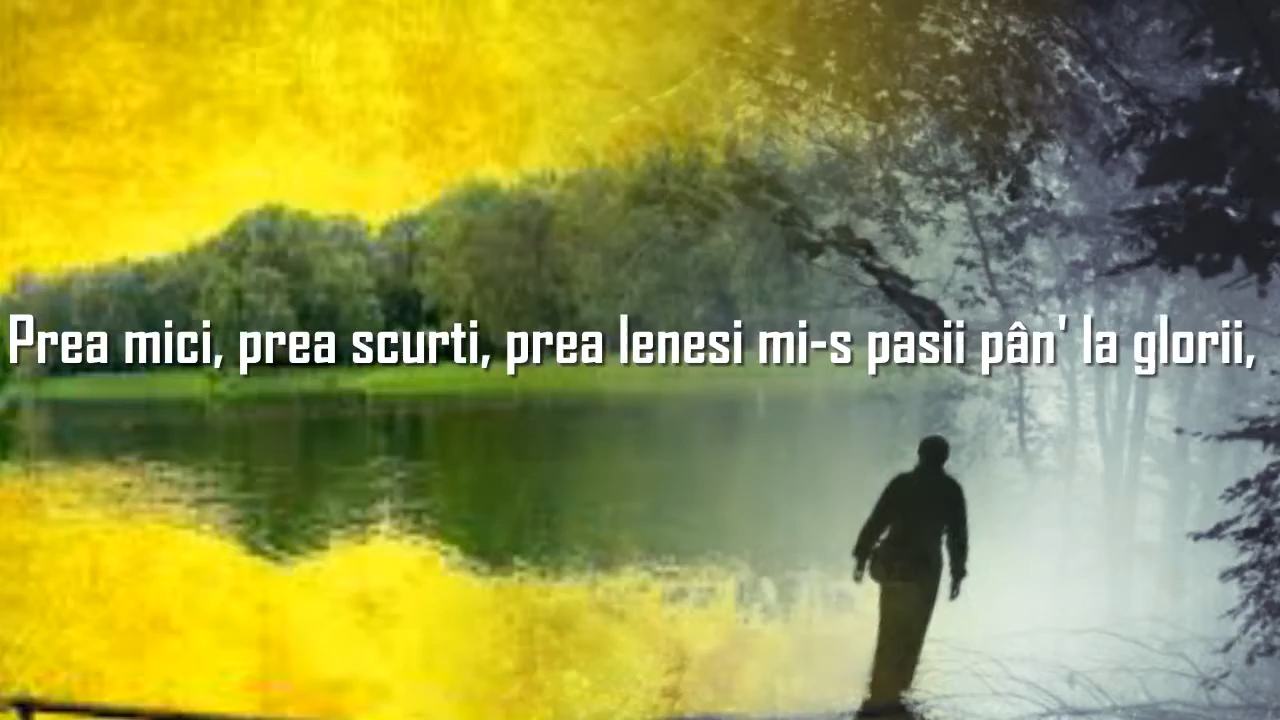 Prea mici, prea scurti, prea lenesi mi-s pasii pân' la glorii,